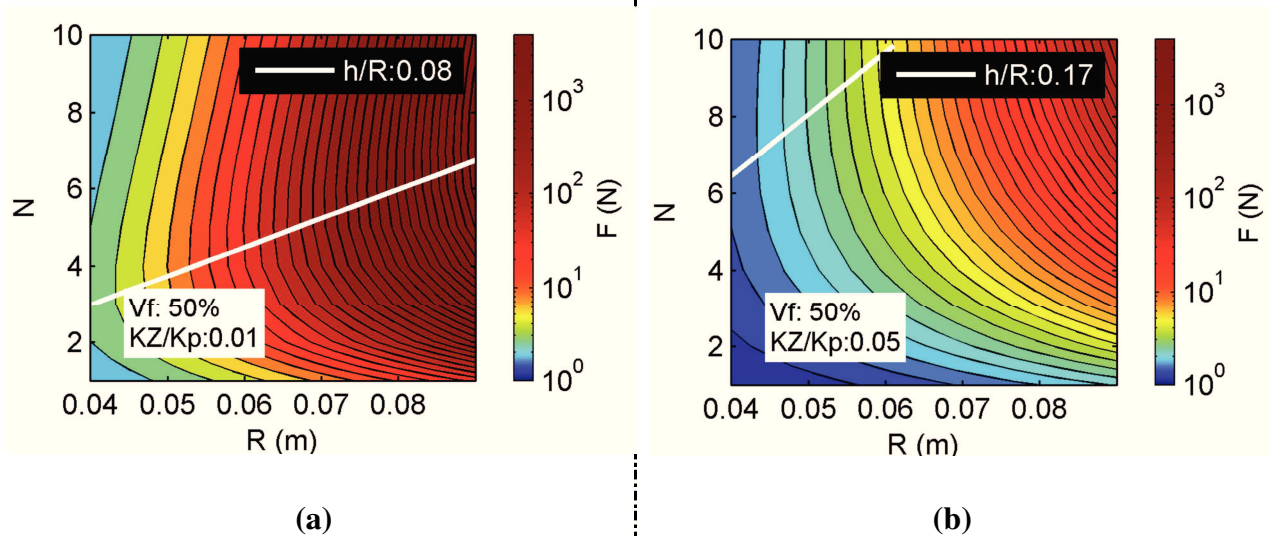 10
8
6
4
2
N
0.04 0.05 0.06 0.07 0.08
R (m)
h/R:0.08
Vf: 50%
KZ/Kp:0.01
10³
10²
10¹
10⁰
F (N)
(a)
10
8
6
4
2
N
0.04 0.05 0.06 0.07 0.08
R (m)
h/R:0.17
Vf: 50%
KZ/Kp:0.05
10³
10²
10¹
10⁰
F (N)
(b)